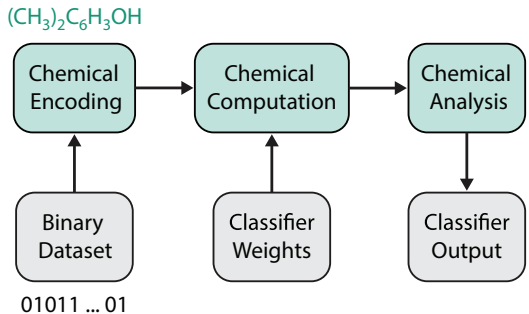 (CH₃)₂C₆H₃OH
Chemical
Encoding
Chemical
Computation
Chemical
Analysis
Binary
Dataset
Classifier
Weights
Classifier
Output
01011 ... 01